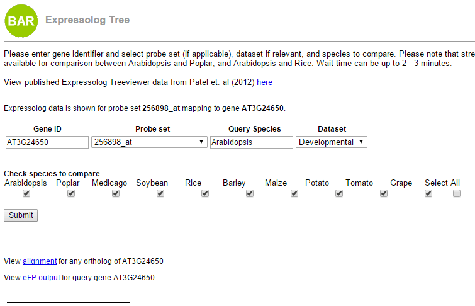 BAR Expressolog Tree
Please enter gene Identifier and select probe set (if applicable), dataset if relevant, and species to compare. Please note that stre
available for comparison between Arabidopsis and Poplar, and Arabidopsis and Rice. Wait time can be up to 2 - 3 minutes.
View published Expressolog Treeviewer data from Patel et. al (2012) here
Expressolog data is shown for probe set 256898_at mapping to gene AT3G24650.
Gene ID Probe set Query Species Dataset
AT3G24650 256898_at Arabidopsis Developmental
Check species to compare
Arabidopsis Poplar Medicago Soybean Rice Barley Maize Potato Tomato Grape Select All
Submit
View alignment for any ortholog of AT3G24650
View eFP output for query gene AT3G24650